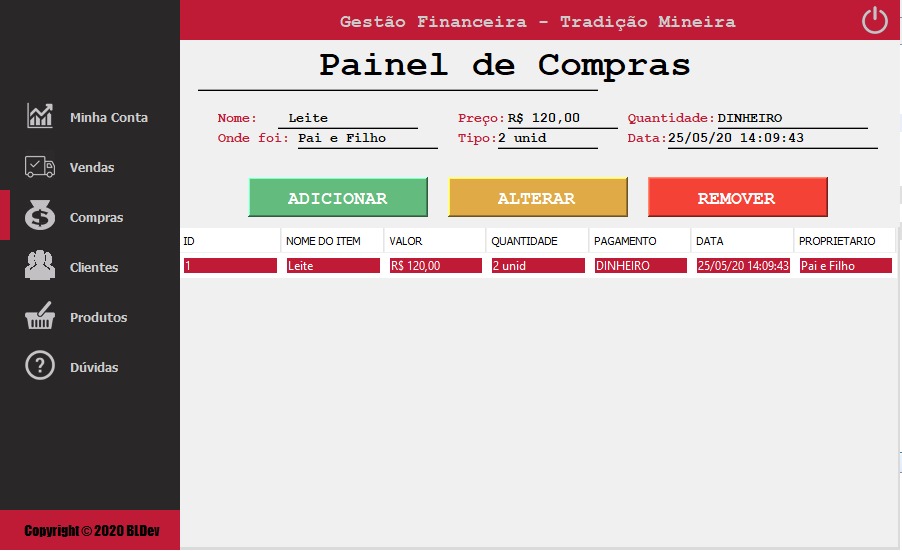 Gestão Financeira - Tradição Mineira
Painel de Compras
Minha Conta
Vendas
Compras
Clientes
Produtos
Dúvidas
Copyright © 2020 BLDev
Nome: Leite Preço: R$ 120,00 Quantidade: DINHEIRO
Onde foi: Pai e Filho Tipo: 2 unid Data: 25/05/20 14:09:43
ADICIONAR ALTERAR REMOVER
ID NOME DO ITEM VALOR QUANTIDADE PAGAMENTO DATA PROPRIETARIO
1 Leite R$ 120,00 2 unid DINHEIRO 25/05/20 14:09:43 Pai e Filho